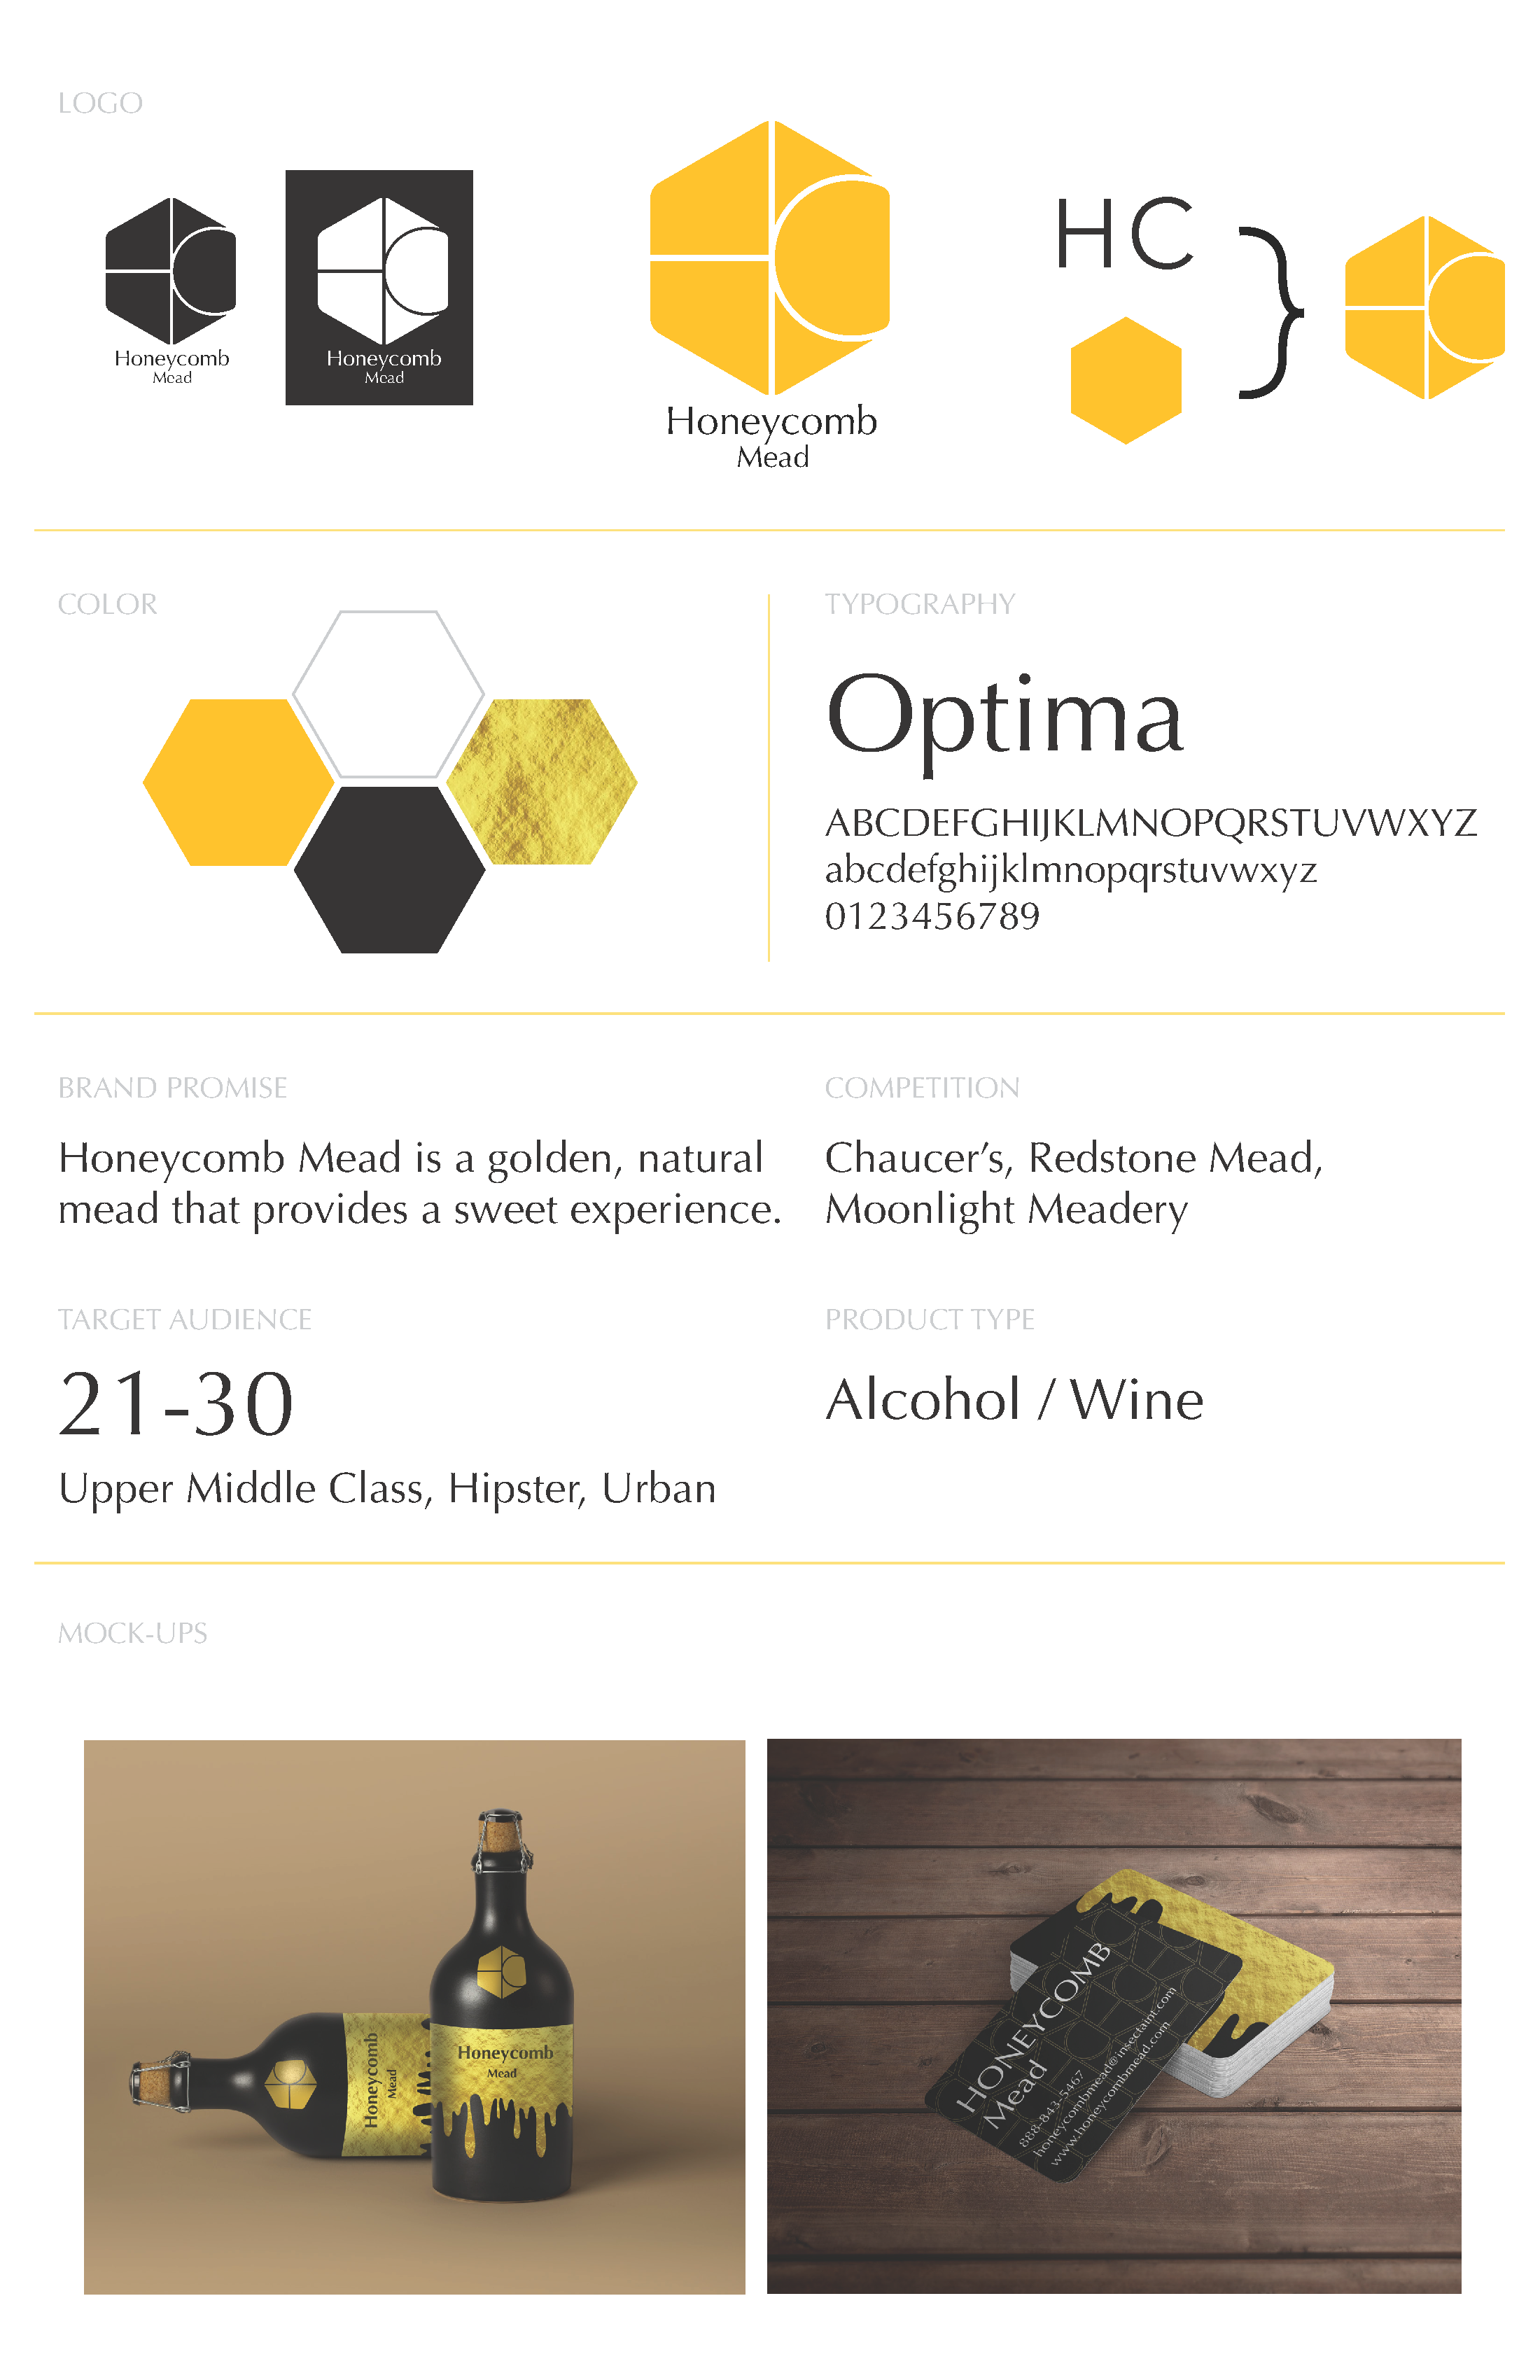 LOGO
Honeycomb
Mead
Honeycomb
Mead
Honeycomb
Mead
HC
COLOR
TYPOGRAPHY
Optima
ABCDEFGHIJKLMNOPQRSTUVWXYZ
abcdefghijklmnopqrstuvwxyz
0123456789
BRAND PROMISE
Honeycomb Mead is a golden, natural
mead that provides a sweet experience.
COMPETITION
Chaucer’s, Redstone Mead,
Moonlight Meadery
TARGET AUDIENCE
21-30
Upper Middle Class, Hipster, Urban
PRODUCT TYPE
Alcohol / Wine
MOCK-UPS
Honeycomb
Mead
Honeycomb
Mead
HONEYCOMB
Mead
888-843-5467
honeycombmead@insectaint.com
www.honeycombmead.com